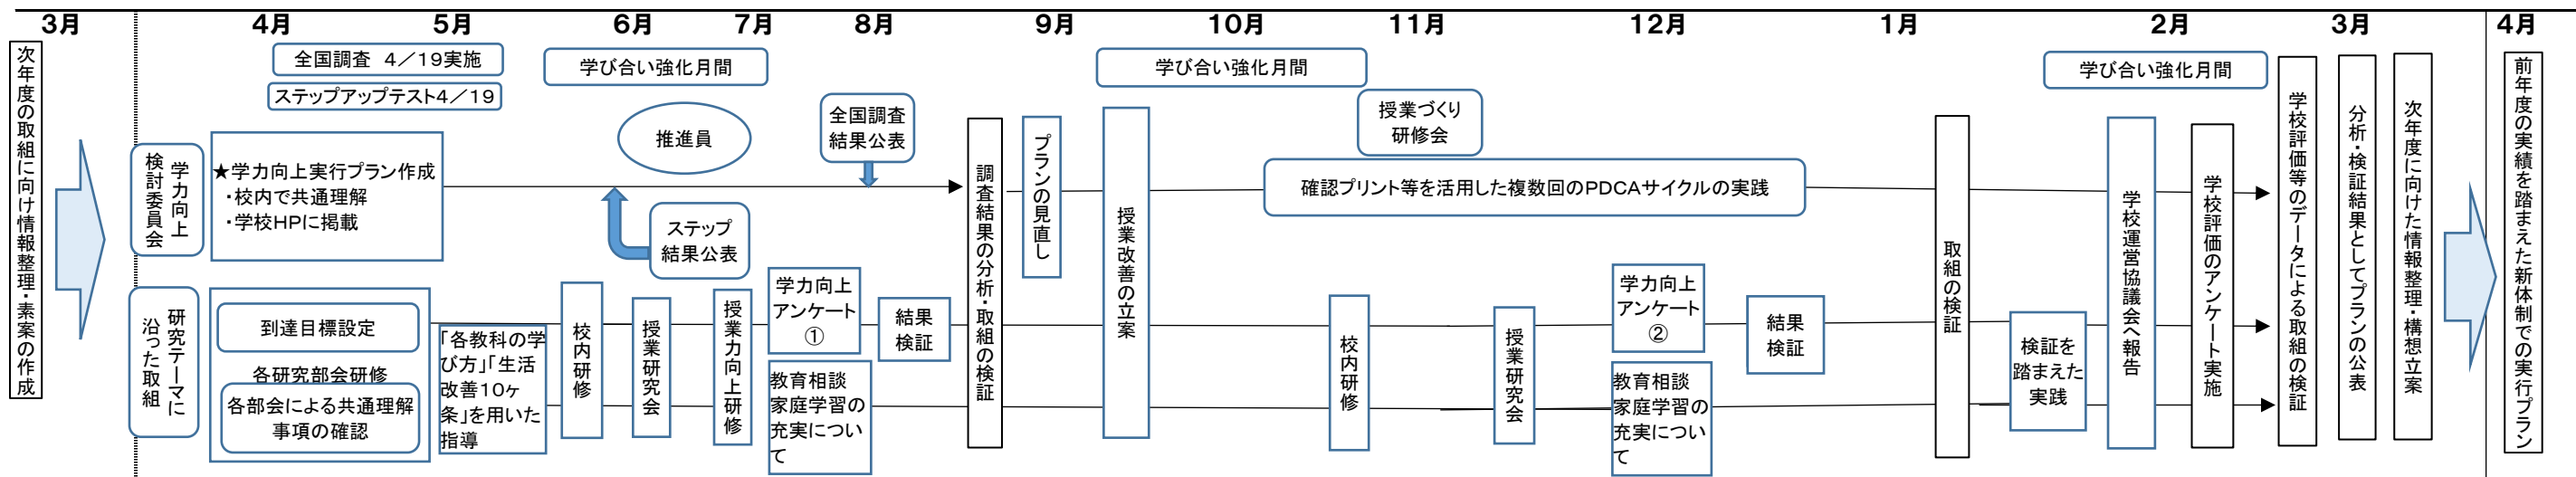 3月
4月
5月
6月
7月
8月
9月
10月
11月
12月
1月
2月
3月
4月
次年度の取組に向け情報整理・素案の作成
全国調査 4/19実施
ステップアップテスト4/19
学力向上
検討委員会
★学力向上実行プラン作成
・校内で共通理解
・学校HPに掲載
研究テーマに
沿った取組
到達目標設定
各研究部会研修
各部会による共通理解
事項の確認
「各教科の学
び方」「生活
改善10ヶ
条」を用いた
指導
学び合い強化月間
推進員
ステップ
結果公表
全国調査
結果公表
校内研修
授業研究会
授業力向上研修
学力向上
アンケート
①
結果
検証
教育相談
家庭学習の
充実につい
て
調査結果の分析・取組の検証
プランの見直し
学び合い強化月間
授業改善の立案
授業づくり
研修会
確認プリント等を活用した複数回のPDCAサイクルの実践
校内研修
授業研究会
学力向上
アンケート
②
結果
検証
教育相談
家庭学習の
充実につい
て
取組の検証
検証を
踏まえた
実践
学び合い強化月間
学校運営協議会へ報告
学校評価のアンケート実施
学校評価等のデータによる取組の検証
分析・検証結果としてプランの公表
次年度に向けた情報整理・構想立案
前年度の実績を踏まえた新体制での実行プラン